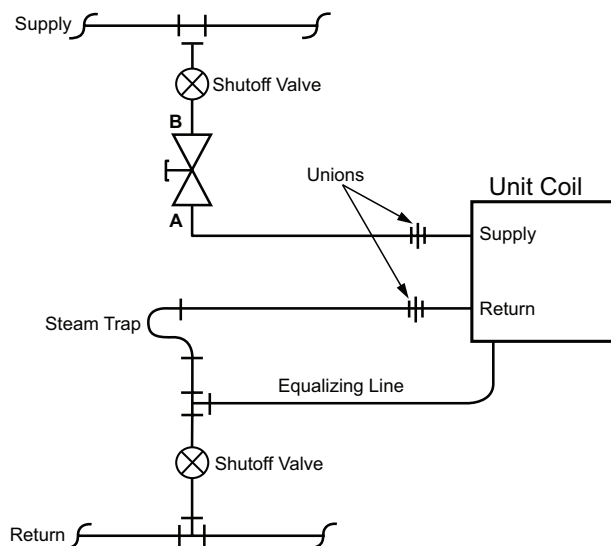 Supply
Shutoff Valve
B
Unions
Unit Coil
A
Supply
Return
Steam Trap
Equalizing Line
Shutoff Valve
Return